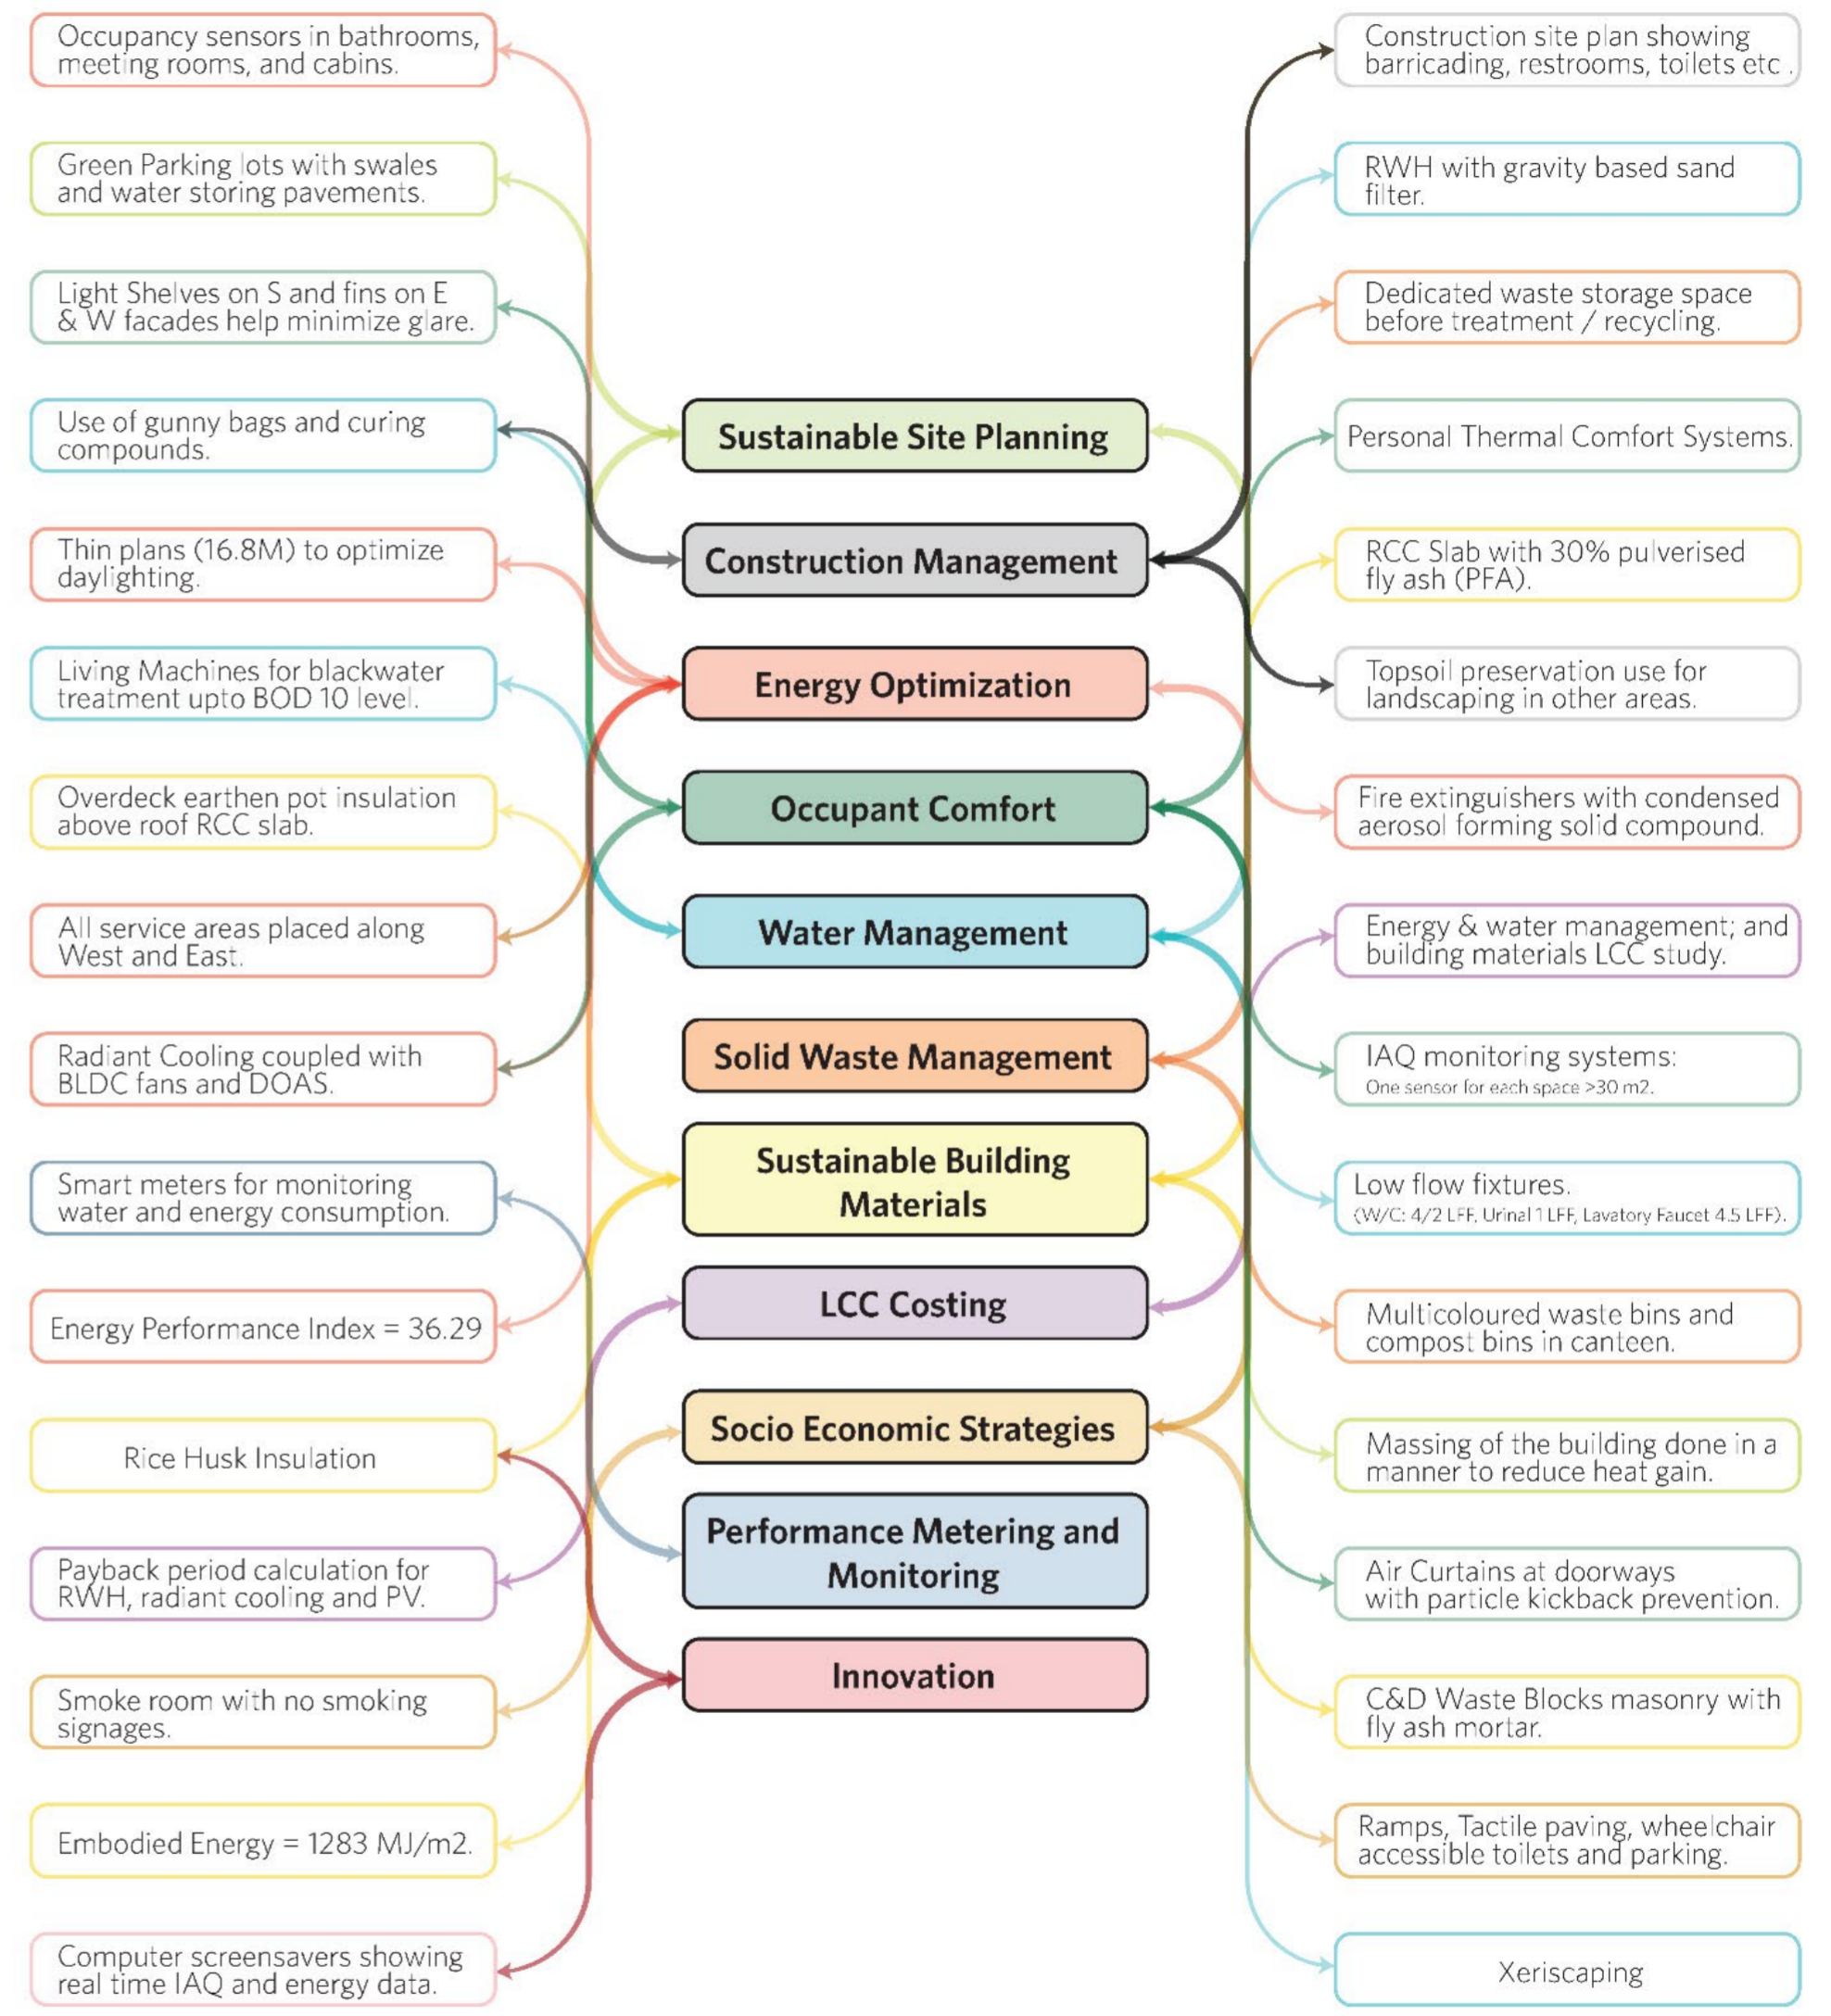 Occupancy sensors in bathrooms,
meeting rooms, and cabins.
Green Parking lots with swales
and water storing pavements.
Light Shelves on S and fins on E
& W facades help minimize glare.
Use of gunny bags and curing
compounds.
Thin plans (16.8M) to optimize
daylighting.
Living Machines for blackwater
treatment upto BOD 10 level.
Overdeck earthen pot insulation
above roof RCC slab.
All service areas placed along
West and East.
Radiant Cooling coupled with
BLDC fans and DOAS.
Smart meters for monitoring
water and energy consumption.
Energy Performance Index = 36.29
Rice Husk Insulation
Payback period calculation for
RWH, radiant cooling and PV.
Smoke room with no smoking
signages.
Embodied Energy = 1283 MJ/m2.
Computer screensavers showing
real time IAQ and energy data.
Sustainable Site Planning
Construction Management
Energy Optimization
Occupant Comfort
Water Management
Solid Waste Management
Sustainable Building
Materials
LCC Costing
Socio Economic Strategies
Performance Metering and
Monitoring
Innovation
Construction site plan showing
barricading, restrooms, toilets etc .
RWH with gravity based sand
filter.
Dedicated waste storage space
before treatment / recycling.
Personal Thermal Comfort Systems.
RCC Slab with 30% pulverised
fly ash (PFA).
Topsoil preservation use for
landscaping in other areas.
Fire extinguishers with condensed
aerosol forming solid compound.
Energy & water management; and
building materials LCC study.
IAQ monitoring systems:
One sensor for each space >30 m2.
Low flow fixtures.
(W/C: 4/2 LFF, Urinal 1 LFF, Lavatory Faucet 4.5 LFF).
Multicoloured waste bins and
compost bins in canteen.
Massing of the building done in a
manner to reduce heat gain.
Air Curtains at doorways
with particle kickback prevention.
C&D Waste Blocks masonry with
fly ash mortar.
Ramps, Tactile paving, wheelchair
accessible toilets and parking.
Xeriscaping